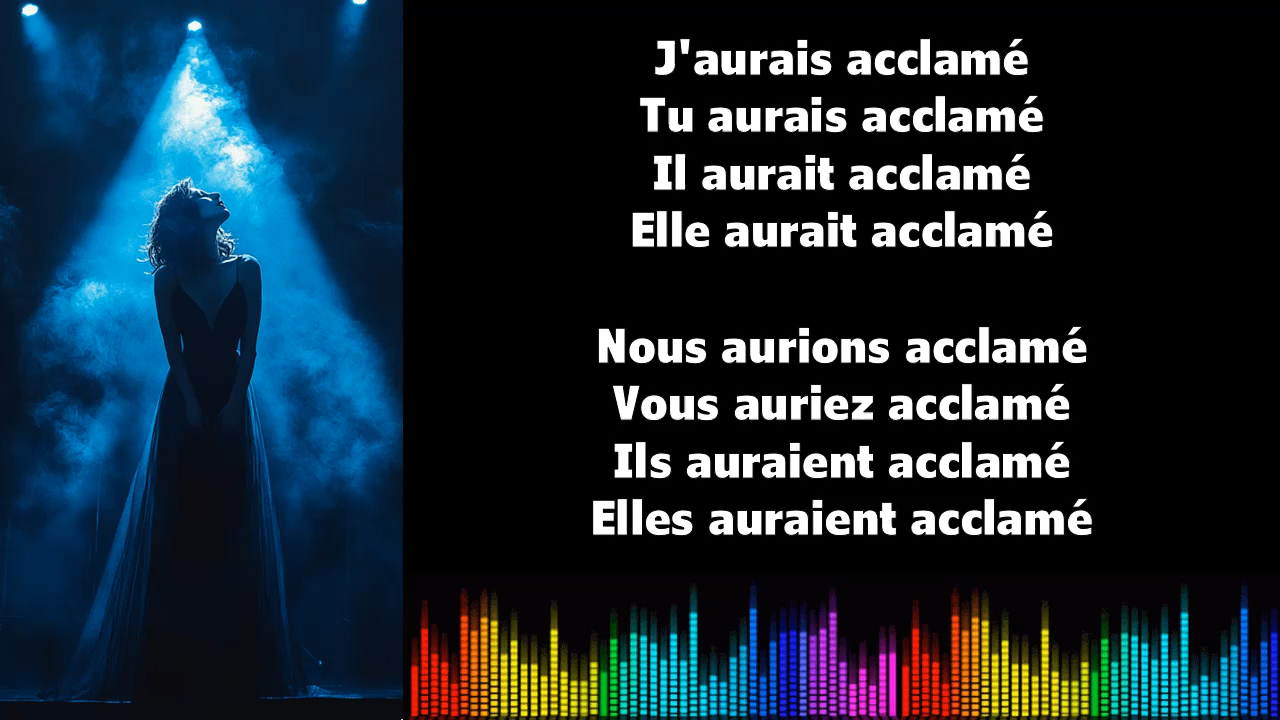 J'aurais acclamé
Tu aurais acclamé
Il aurait acclamé
Elle aurait acclamé
Nous aurions acclamé
Vous auriez acclamé
Ils auraient acclamé
Elles auraient acclamé